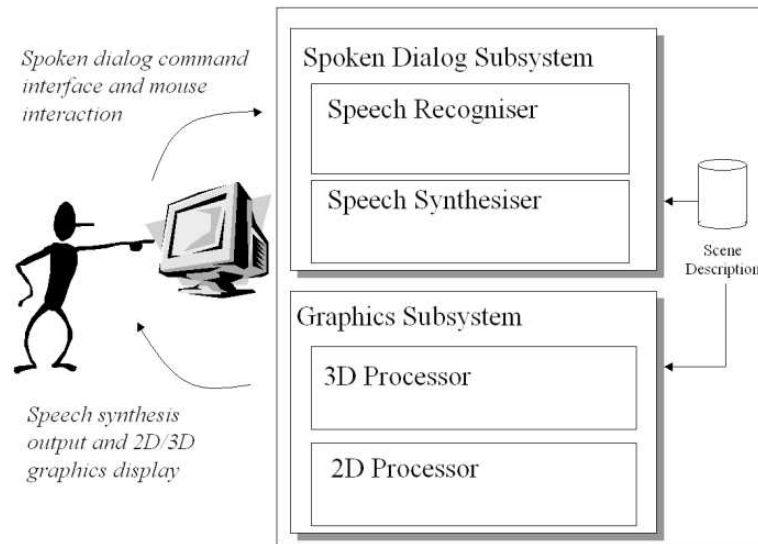 Spoken dialog command
interface and mouse
interaction
Spoken Dialog Subsystem
Speech Recogniser
Speech Synthesiser
Scene
Description
Graphics Subsystem
3D Processor
2D Processor
Speech synthesis
output and 2D/3D
graphics display